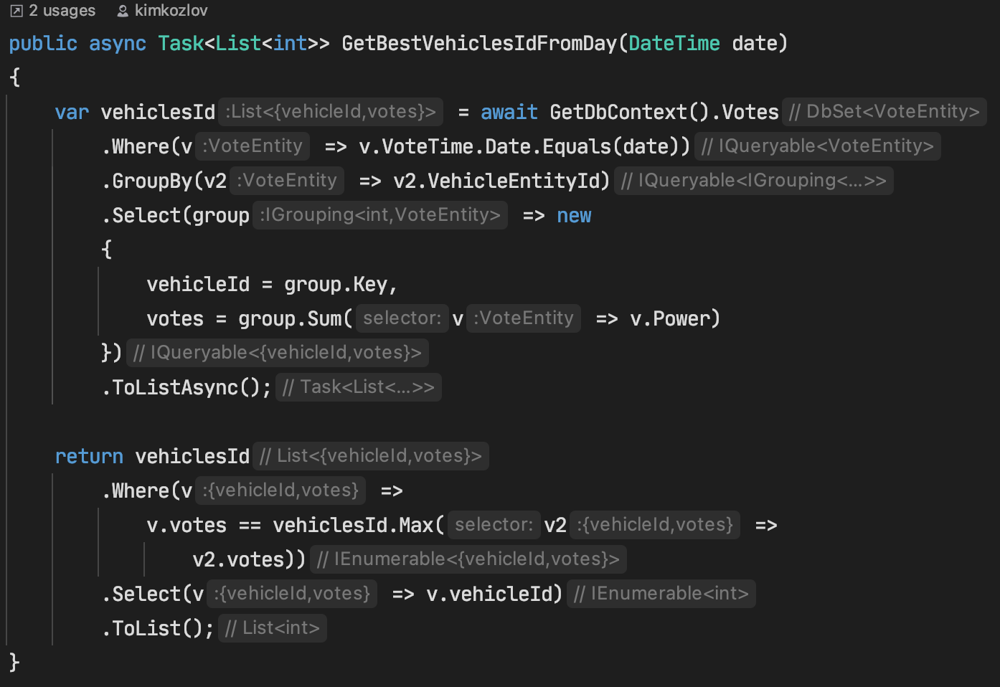 2 usages kimkozlov
public async Task<List<int>> GetBestVehiclesIdFromDay(DateTime date)
{
var vehiclesId :List<{vehicleId,votes}> = await GetDbContext().Votes // DbSet<VoteEntity>
.Where(v :VoteEntity => v.VoteTime.Date.Equals(date)) // IQueryable<VoteEntity>
.GroupBy(v2 :VoteEntity => v2.VehicleEntityId) // IQueryable<IGrouping<...>>
.Select(group :IGrouping<int,VoteEntity> => new
{
vehicleId = group.Key,
votes = group.Sum( selector: v :VoteEntity => v.Power)
}) // IQueryable<{vehicleId,votes}>
.ToListAsync(); // Task<List<...>>
return vehiclesId // List<{vehicleId,votes}>
.Where(v :{vehicleId,votes} =>
v.votes == vehiclesId.Max( selector: v2 :{vehicleId,votes} =>
v2.votes)) // IEnumerable<{vehicleId,votes}>
.Select(v :{vehicleId,votes} => v.vehicleId) // IEnumerable<int>
.ToList(); // List<int>
}